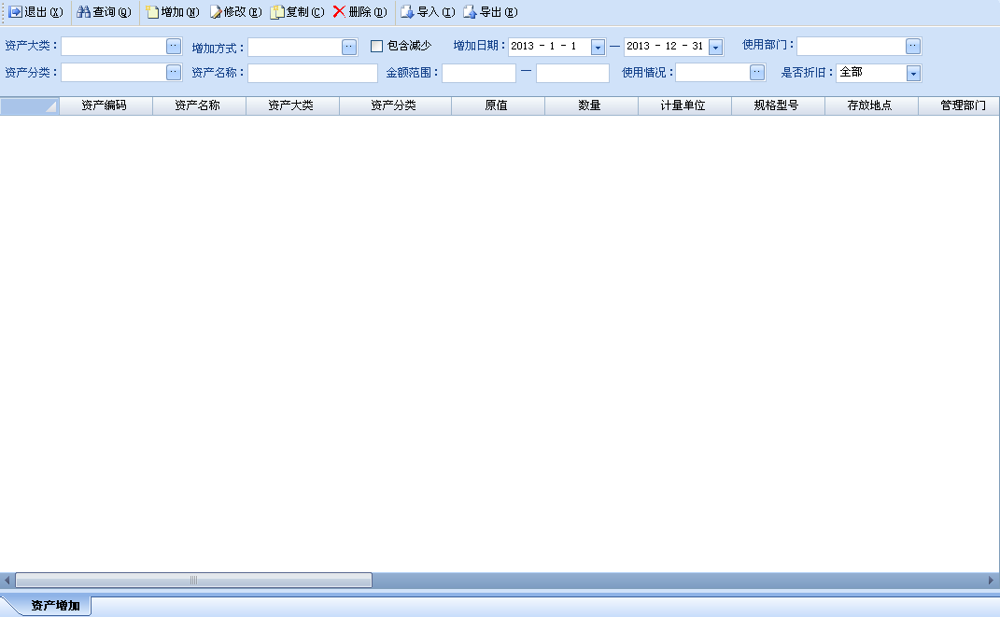 退出(X) 查询(Q) 增加(N) 修改(E) 复制(C) 删除(D) 导入(I) 导出(E)
资产大类： 增加方式： 包含减少 增加日期：2013 - 1 - 1 — 2013 - 12 - 31 使用部门：
资产分类： 资产名称： 金额范围： — 使用情况： 是否折旧：全部
资产编码 资产名称 资产大类 资产分类 原值 数量 计量单位 规格型号 存放地点 管理部门
资产增加